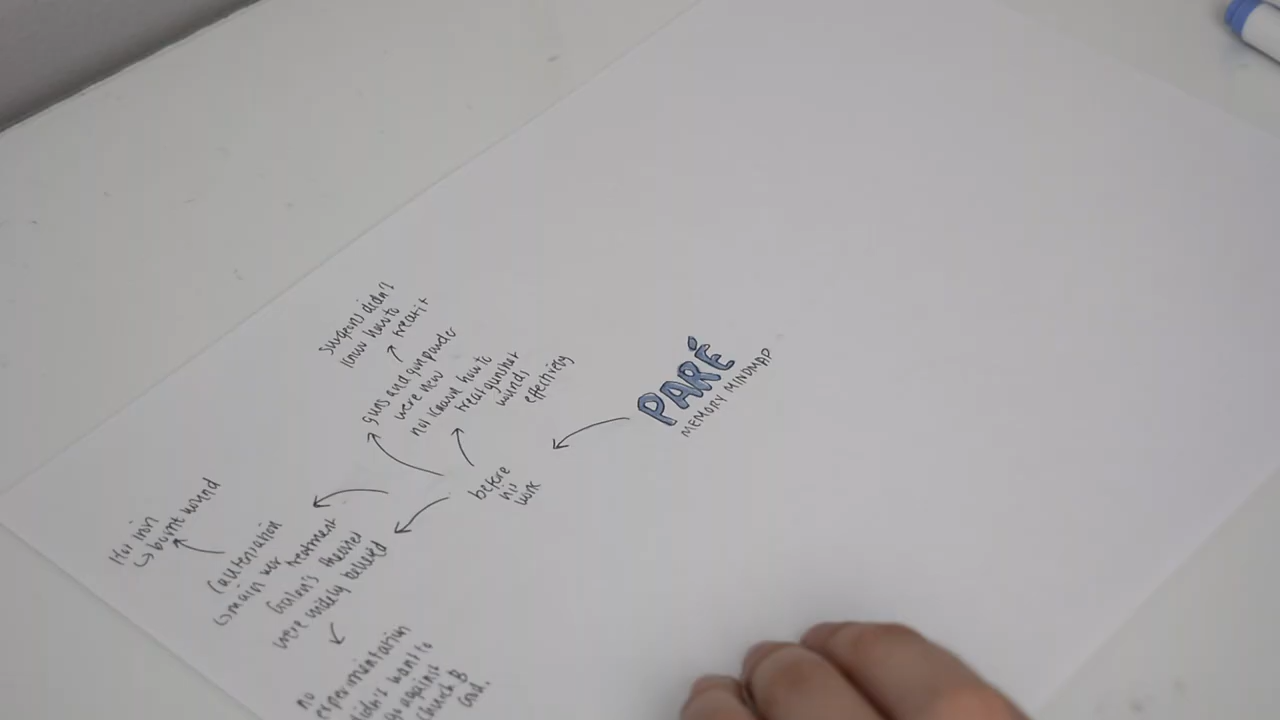 PARÉ
MEMORY MINDMAP
before
his
work
not known how to
treat gunshot
wounds
effectively
guns and gunpowder
were new
surgeons didn't
know how to
treat it
Cauterisation
↳ main war treatment
Hot iron
↳ burnt wound
Galen's theories
were widely believed
no
experimentation
didn't want to
go against
church &
God.